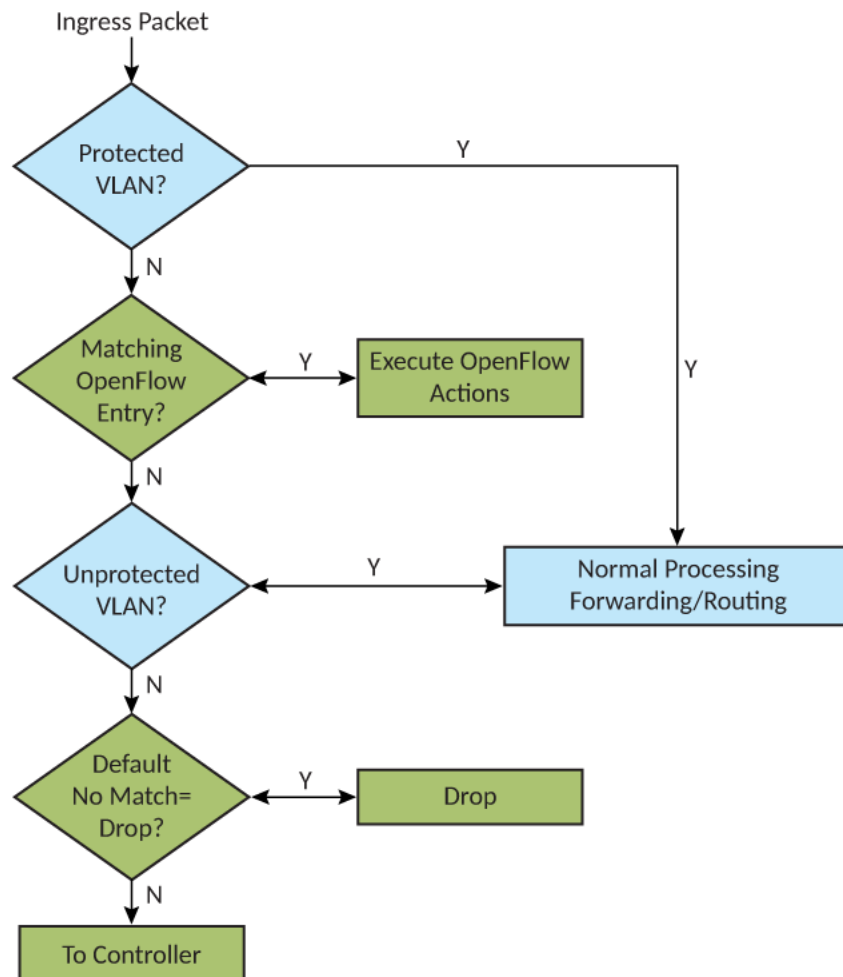 Ingress Packet
Protected
VLAN?
Y
Y
N
Matching
OpenFlow
Entry?
Y
Execute OpenFlow
Actions
N
Unprotected
VLAN?
Y
Normal Processing
Forwarding/Routing
N
Default
No Match=
Drop?
Y
Drop
N
To Controller